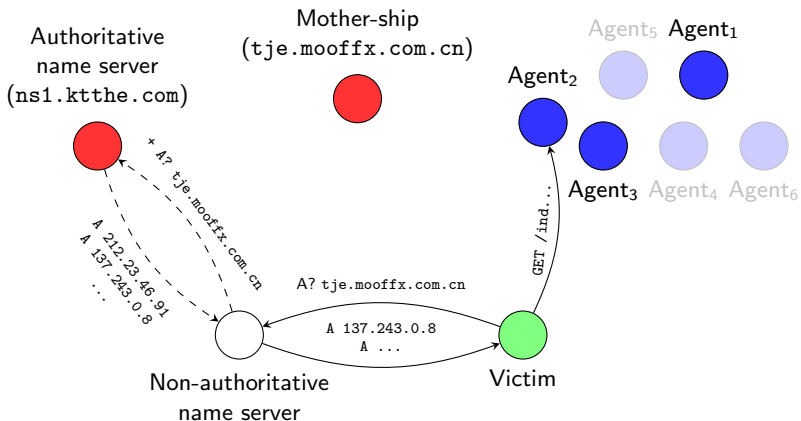 Authoritative
name server
(ns1.ktthe.com)
Mother-ship
(tje.mooffx.com.cn)
Agent5
Agent1
Agent2
Agent3
Agent4
Agent6
+ A? tje.mooffx.com.cn
A 212.23.46.91
A 137.243.0.8
...
GET /ind...
A? tje.mooffx.com.cn
A 137.243.0.8
A ...
Non-authoritative
name server
Victim